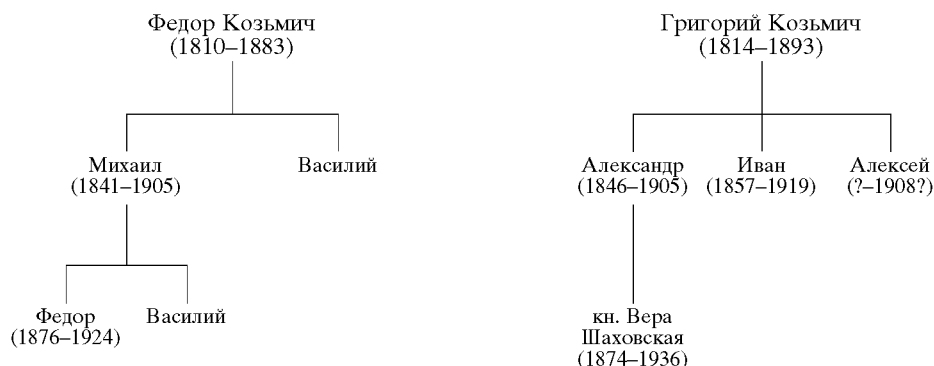 Федор Козьмич
(1810–1883)
Григорий Козьмич
(1814–1893)
Михаил
(1841–1905)
Василий
Александр
(1846–1905)
Иван
(1857–1919)
Алексей
(?–1908?)
Федор
(1876–1924)
Василий
кн. Вера
Шаховская
(1874–1936)